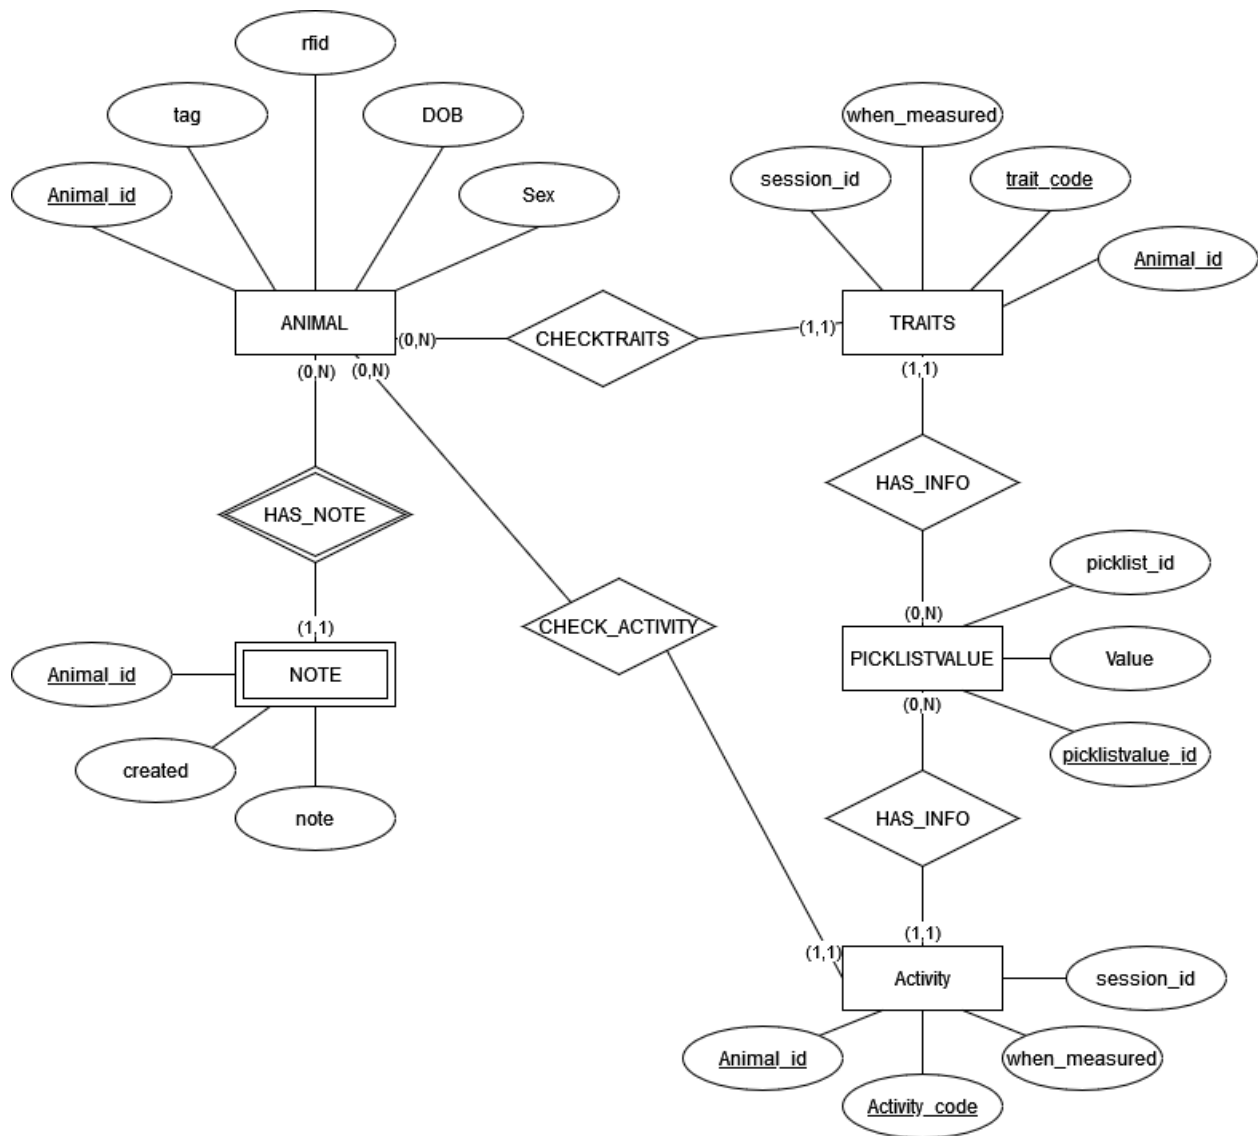 rfid
tag
DOB
Animal_id
Sex
when_measured
session_id
trait_code
Animal_id
ANIMAL
(0,N)
CHECKTRAITS
(1,1)
TRAITS
(0,N)
(0,N)
(1,1)
HAS_NOTE
HAS_INFO
picklist_id
(0,N)
(1,1)
CHECK_ACTIVITY
PICKLISTVALUE
Value
Animal_id
NOTE
(0,N)
picklistvalue_id
created
note
HAS_INFO
(1,1)
(1,1)
Activity
session_id
Animal_id
when_measured
Activity_code